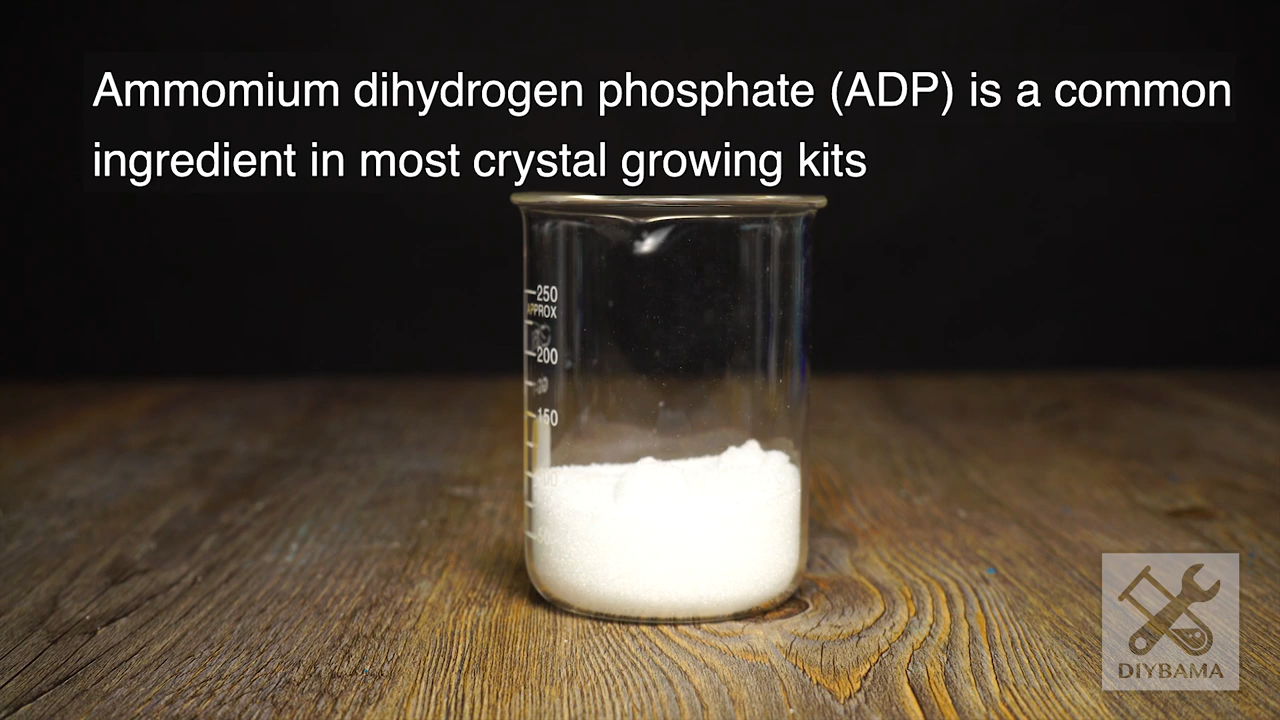 Ammomium dihydrogen phosphate (ADP) is a common
ingredient in most crystal growing kits
250
APPROX
200
150
DIYBAMA